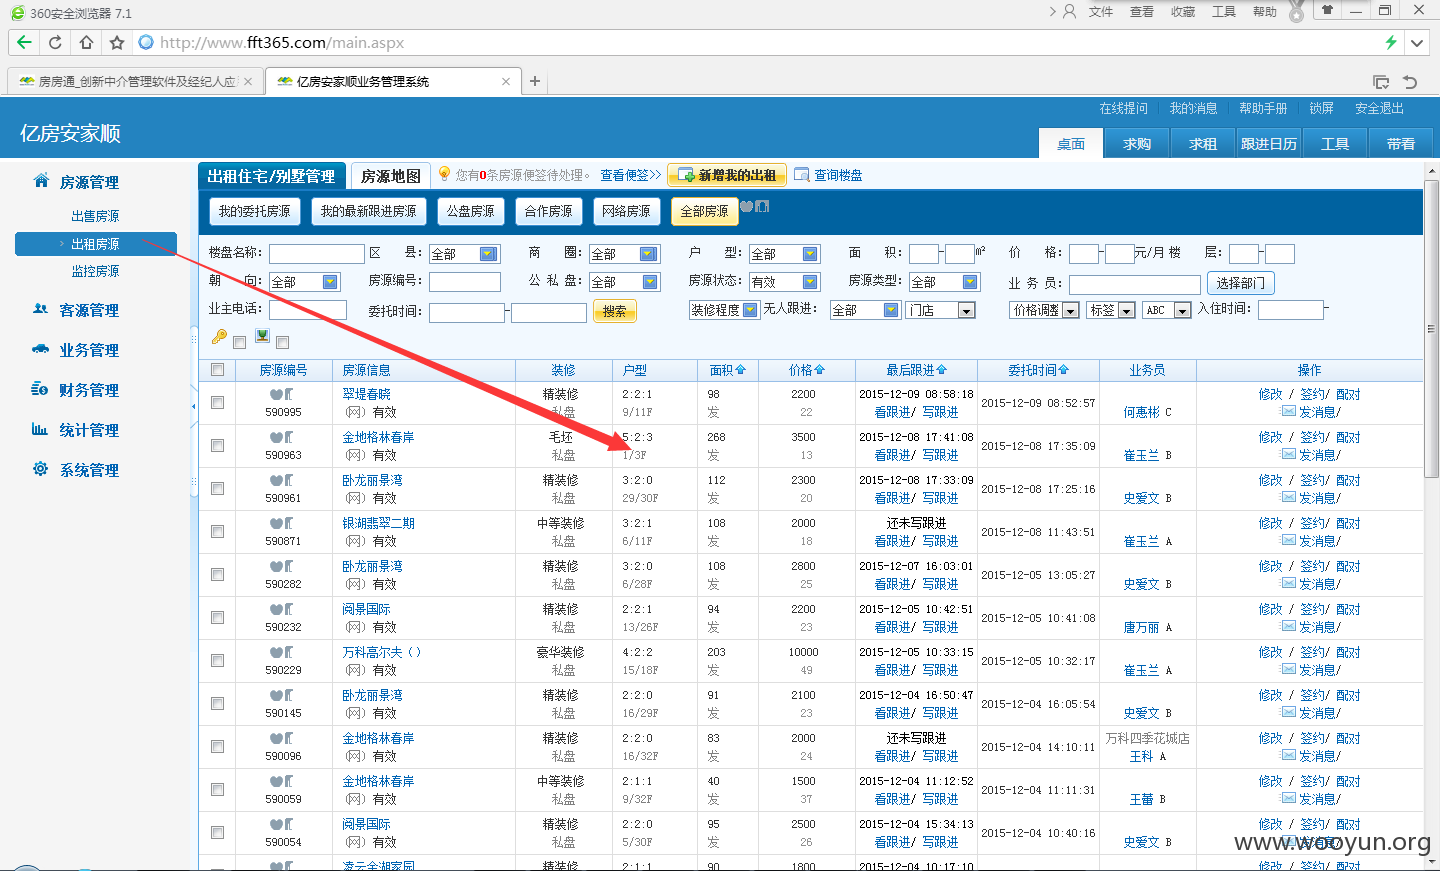 360安全浏览器 7.1
文件 查看 收藏 工具 帮助
http://www.fft365.com/main.aspx
房房通_创新中介管理软件及经纪人应
亿房安家顺业务管理系统
在线提问 我的消息 帮助手册 锁屏 安全退出
亿房安家顺
桌面 求购 求租 跟进日历 工具 带看
房源管理
出售房源
出租房源
监控房源
客源管理
业务管理
财务管理
统计管理
系统管理
出租住宅/别墅管理 房源地图 您有0条房源便签待处理。 查看便签>> 新增我的出租 查询楼盘
我的委托房源 我的最新跟进房源 公盘房源 合作房源 网络房源 全部房源
楼盘名称: 区 县: 全部 商 圈: 全部 户 型: 全部 面 积: - m² 价 格: - 元/月 楼 层: -
朝 向: 全部 房源编号: 公 私 盘: 全部 房源状态: 有效 房源类型: 全部 业 务 员: 选择部门
业主电话: 委托时间: - 搜索 装修程度 无人跟进: 全部 门店 价格调整 标签 ABC 入住时间: -
房源编号 房源信息 装修 户型 面积 价格 最后跟进 委托时间 业务员 操作
翠堤春晓 精装修 2:2:1 98 2200 2015-12-09 08:58:18 2015-12-09 08:52:57 修改 / 签约/ 配对
590995 (网) 有效 私盘 9/11F 发 22 看跟进/ 写跟进 何惠彬 C 发消息/
金地格林春岸 毛坯 5:2:3 268 3500 2015-12-08 17:41:08 2015-12-08 17:35:09 修改 / 签约/ 配对
590963 (网) 有效 私盘 1/3F 发 13 看跟进/ 写跟进 崔玉兰 B 发消息/
卧龙丽景湾 精装修 3:2:0 112 2300 2015-12-08 17:33:09 2015-12-08 17:25:16 修改 / 签约/ 配对
590961 (网) 有效 私盘 29/30F 发 20 看跟进/ 写跟进 史爱文 B 发消息/
银湖翡翠二期 中等装修 3:2:1 108 2000 还未写跟进 2015-12-08 11:43:51 修改 / 签约/ 配对
590871 (网) 有效 私盘 6/11F 发 18 看跟进/ 写跟进 崔玉兰 A 发消息/
卧龙丽景湾 精装修 3:2:0 108 2800 2015-12-07 16:03:01 2015-12-05 13:05:27 修改 / 签约/ 配对
590282 (网) 有效 私盘 6/28F 发 25 看跟进/ 写跟进 史爱文 B 发消息/
阅景国际 精装修 2:2:1 94 2200 2015-12-05 10:42:51 2015-12-05 10:41:08 修改 / 签约/ 配对
590232 (网) 有效 私盘 13/26F 发 23 看跟进/ 写跟进 唐万丽 A 发消息/
万科高尔夫() 豪华装修 4:2:2 203 10000 2015-12-05 10:33:15 2015-12-05 10:32:17 修改 / 签约/ 配对
590229 (网) 有效 私盘 15/18F 发 49 看跟进/ 写跟进 崔玉兰 A 发消息/
卧龙丽景湾 精装修 2:2:0 91 2100 2015-12-04 16:50:47 2015-12-04 16:05:54 修改 / 签约/ 配对
590145 (网) 有效 私盘 16/29F 发 23 看跟进/ 写跟进 史爱文 B 发消息/
金地格林春岸 精装修 2:2:0 83 2000 还未写跟进 2015-12-04 14:10:11 万科四季花城店 修改 / 签约/ 配对
590096 (网) 有效 私盘 16/32F 发 24 看跟进/ 写跟进 王科 A 发消息/
金地格林春岸 中等装修 2:1:1 40 1500 2015-12-04 11:12:52 2015-12-04 11:11:31 修改 / 签约/ 配对
590059 (网) 有效 私盘 9/32F 发 37 看跟进/ 写跟进 王蕾 B 发消息/
阅景国际 精装修 2:2:0 95 2500 2015-12-04 15:34:13 2015-12-04 10:40:16 修改 / 签约/ 配对
590054 (网) 有效 私盘 5/30F 发 26 看跟进/ 写跟进 史爱文 B 发消息/
凌云金湖家园 精装修 2:1:1 90 1800 2015-12-04 10:17:10 修改 / 签约/ 配对
www.wooyun.org